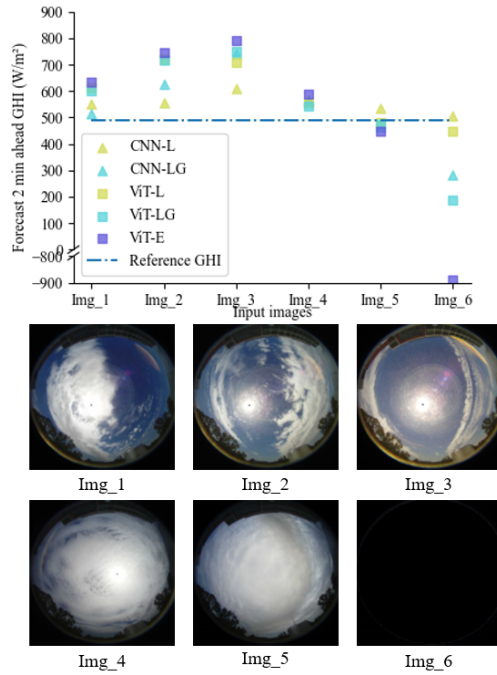 Forecast 2 min ahead GHI (W/m²)
900
800
700
600
500
400
300
200
100
0
−800
−900
CNN-L
CNN-LG
ViT-L
ViT-LG
ViT-E
Reference GHI
Img_1 Img_2 Img_3 Img_4 Img_5 Img_6
Input images
Img_1 Img_2 Img_3
Img_4 Img_5 Img_6